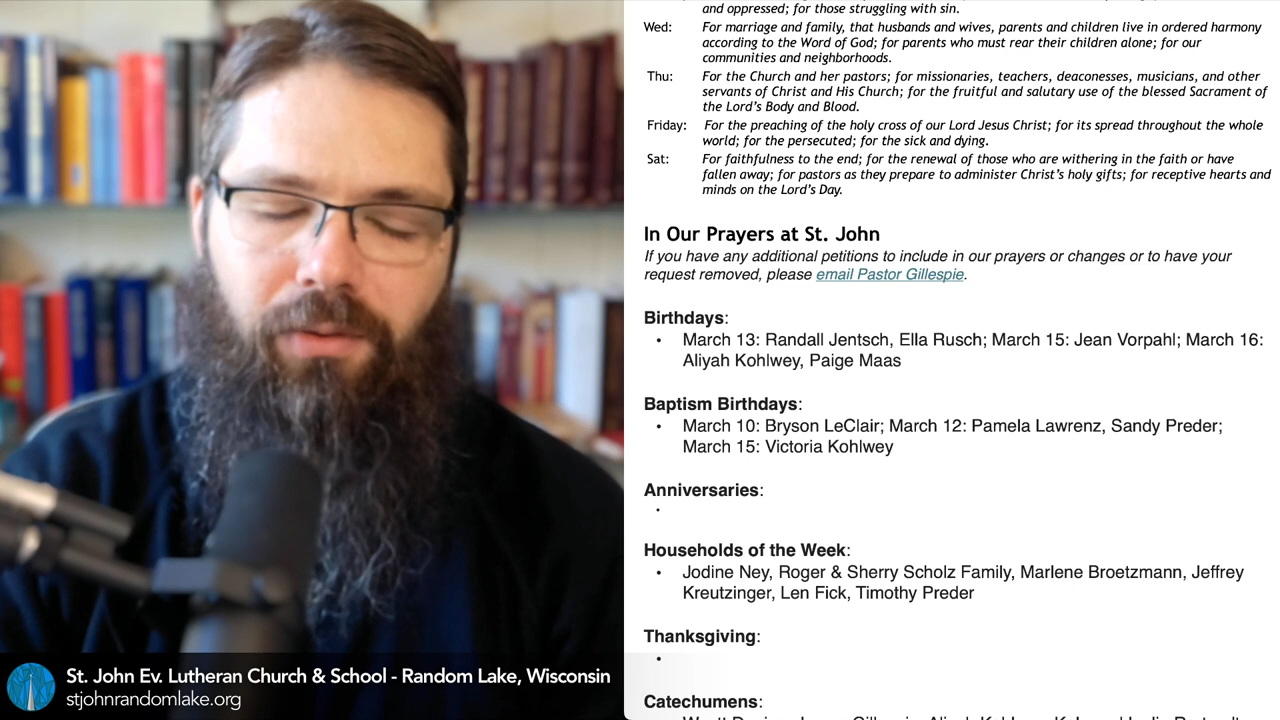 and oppressed; for those struggling with sin.
Wed: For marriage and family, that husbands and wives, parents and children live in ordered harmony
according to the Word of God; for parents who must rear their children alone; for our
communities and neighborhoods.
Thu: For the Church and her pastors; for missionaries, teachers, deaconesses, musicians, and other
servants of Christ and His Church; for the fruitful and salutary use of the blessed Sacrament of
the Lord's Body and Blood.
Friday: For the preaching of the holy cross of our Lord Jesus Christ; for its spread throughout the whole
world; for the persecuted; for the sick and dying.
Sat: For faithfulness to the end; for the renewal of those who are withering in the faith or have
fallen away; for pastors as they prepare to administer Christ's holy gifts; for receptive hearts and
minds on the Lord's Day.
In Our Prayers at St. John
If you have any additional petitions to include in our prayers or changes or to have your
request removed, please email Pastor Gillespie.
Birthdays:
• March 13: Randall Jentsch, Ella Rusch; March 15: Jean Vorpahl; March 16:
Aliyah Kohlwey, Paige Maas
Baptism Birthdays:
• March 10: Bryson LeClair; March 12: Pamela Lawrenz, Sandy Preder;
March 15: Victoria Kohlwey
Anniversaries:
•
Households of the Week:
• Jodine Ney, Roger & Sherry Scholz Family, Marlene Broetzmann, Jeffrey
Kreutzinger, Len Fick, Timothy Preder
Thanksgiving:
•
Catechumens:
St. John Ev. Lutheran Church & School - Random Lake, Wisconsin
stjohnrandomlake.org